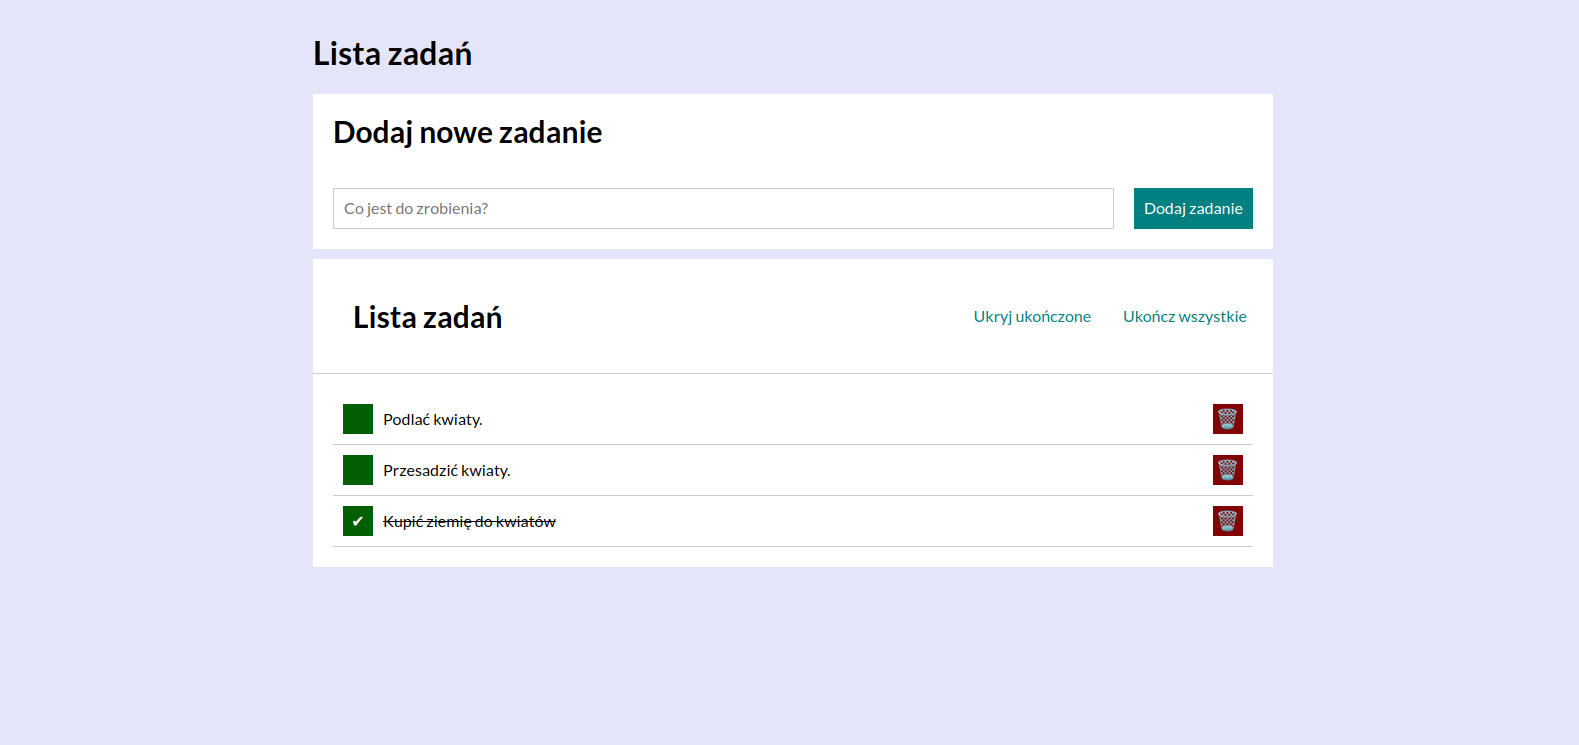 Lista zadań
Dodaj nowe zadanie
Co jest do zrobienia?
Dodaj zadanie
Lista zadań
Ukryj ukończone
Ukończ wszystkie
Podlać kwiaty.
Przesadzić kwiaty.
✔ Kupić ziemię do kwiatów